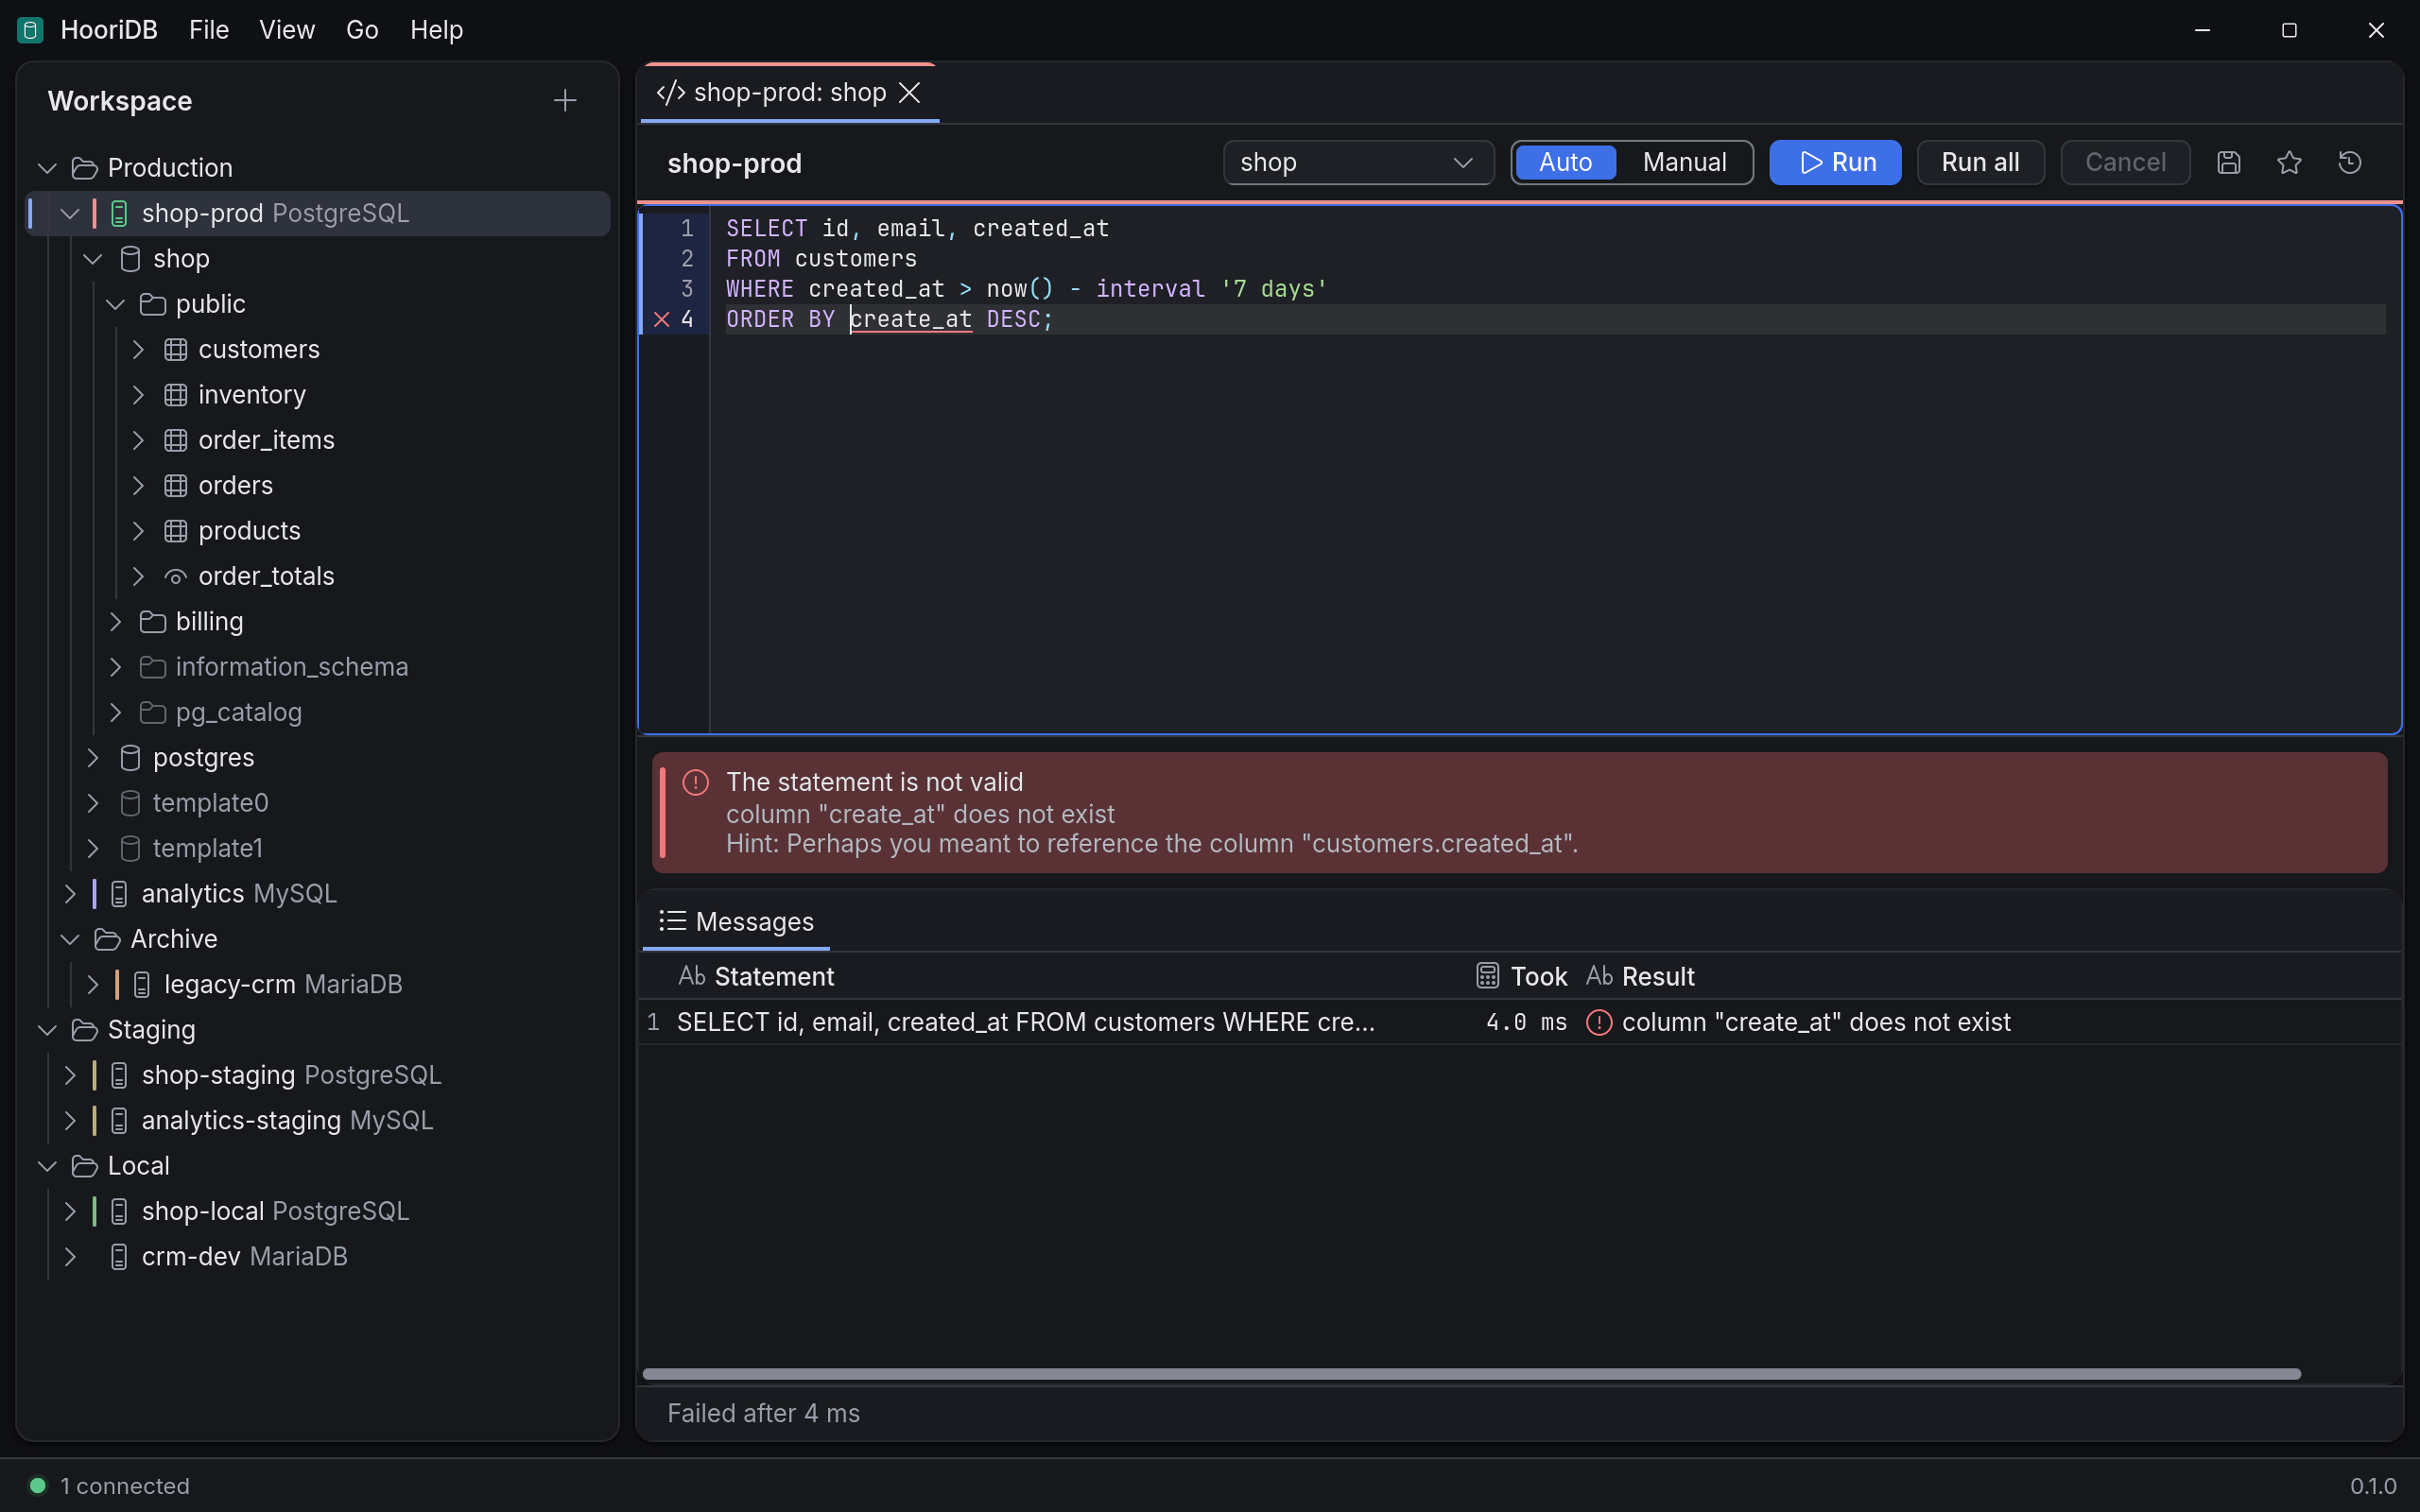 HooriDB File View Go Help
Workspace
Production
shop-prod PostgreSQL
shop
public
customers
inventory
order_items
orders
products
order_totals
billing
information_schema
pg_catalog
postgres
template0
template1
analytics MySQL
Archive
legacy-crm MariaDB
Staging
shop-staging PostgreSQL
analytics-staging MySQL
Local
shop-local PostgreSQL
crm-dev MariaDB
shop-prod: shop
shop-prod shop Auto Manual Run Run all Cancel
1 SELECT id, email, created_at
2 FROM customers
3 WHERE created_at > now() - interval '7 days'
4 ORDER BY create_at DESC;
The statement is not valid
column "create_at" does not exist
Hint: Perhaps you meant to reference the column "customers.created_at".
Messages
Ab Statement Took Ab Result
1 SELECT id, email, created_at FROM customers WHERE cre... 4.0 ms column "create_at" does not exist
Failed after 4 ms
1 connected 0.1.0